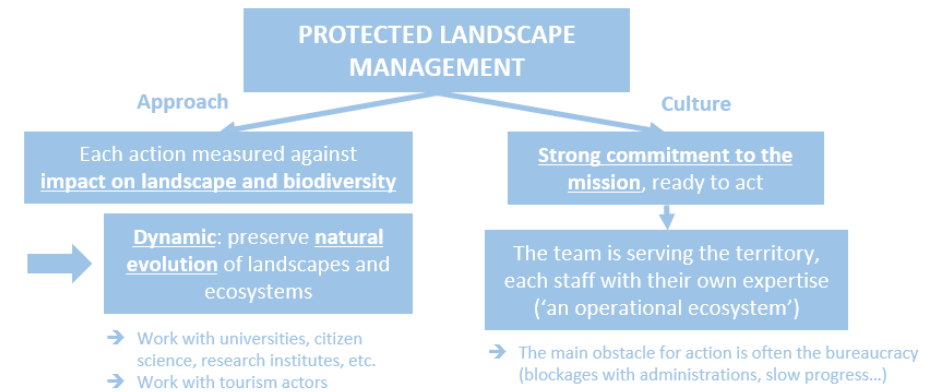 PROTECTED LANDSCAPE
MANAGEMENT
Approach
Each action measured against
impact on landscape and biodiversity
Dynamic: preserve natural
evolution of landscapes and
ecosystems
➔ Work with universities, citizen
science, research institutes, etc.
➔ Work with tourism actors
Culture
Strong commitment to the
mission, ready to act
The team is serving the territory,
each staff with their own expertise
(‘an operational ecosystem’)
➔ The main obstacle for action is often the bureaucracy
(blockages with administrations, slow progress…)